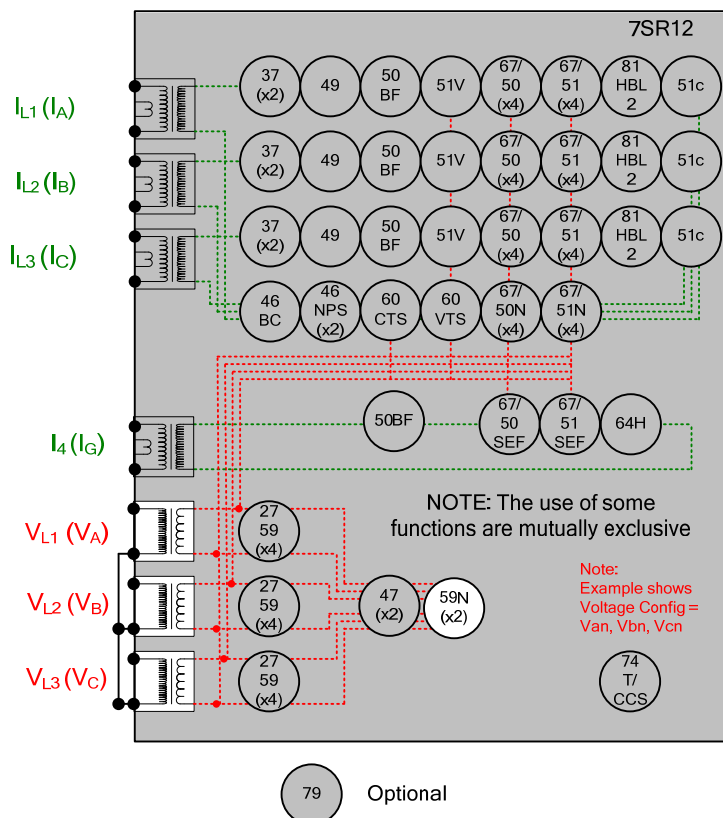 7SR12
IL1 (IA)
37
(x2)
49
50
BF
51V
67/
50
(x4)
67/
51
(x4)
81
HBL
2
51c
IL2 (IB)
37
(x2)
49
50
BF
51V
67/
50
(x4)
67/
51
(x4)
81
HBL
2
51c
IL3 (IC)
37
(x2)
49
50
BF
51V
67/
50
(x4)
67/
51
(x4)
81
HBL
2
51c
46
BC
46
NPS
(x2)
60
CTS
60
VTS
67/
50N
(x4)
67/
51N
(x4)
I4 (IG)
50BF
67/
50
SEF
67/
51
SEF
64H
NOTE: The use of some
functions are mutually exclusive
VL1 (VA)
27
59
(x4)
VL2 (VB)
27
59
(x4)
47
(x2)
59N
(x2)
Note:
Example shows
Voltage Config =
Van, Vbn, Vcn
VL3 (VC)
27
59
(x4)
74
T/
CCS
79
Optional